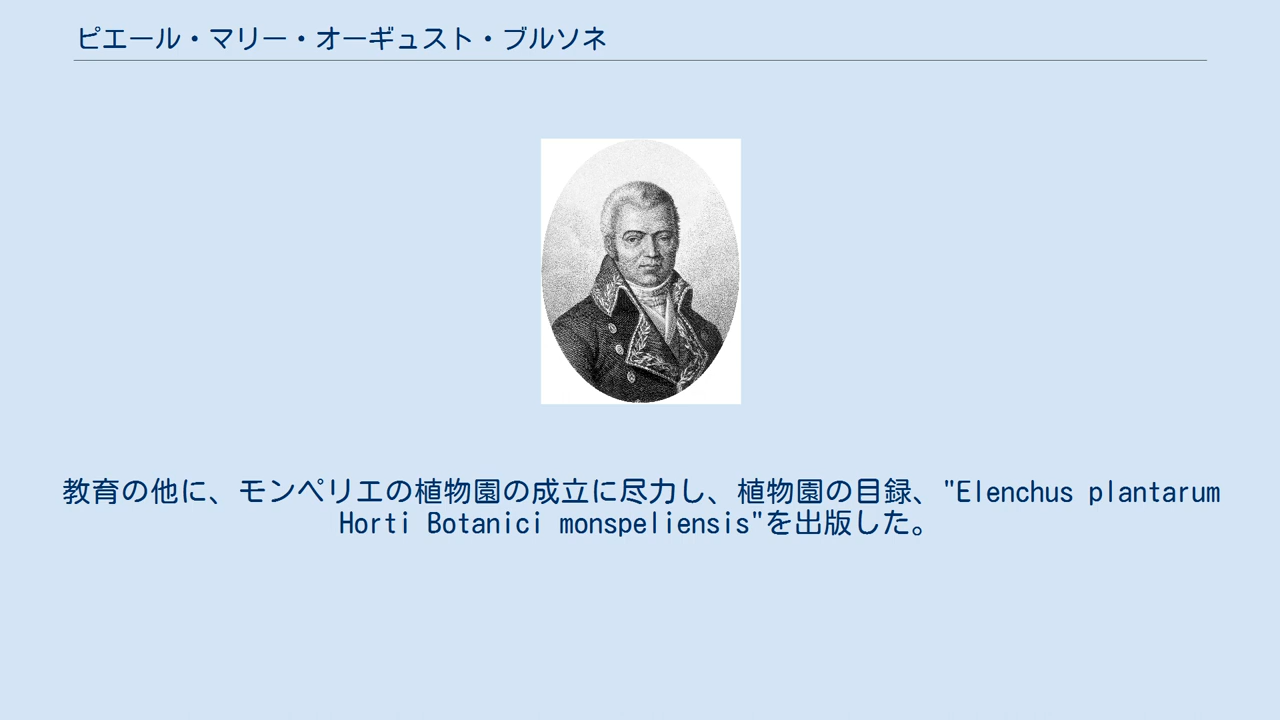 ピエール・マリー・オーギュスト・ブルソネ
教育の他に、モンペリエの植物園の成立に尽力し、植物園の目録、"Elenchus plantarum
Horti Botanici monspeliensis"を出版した。